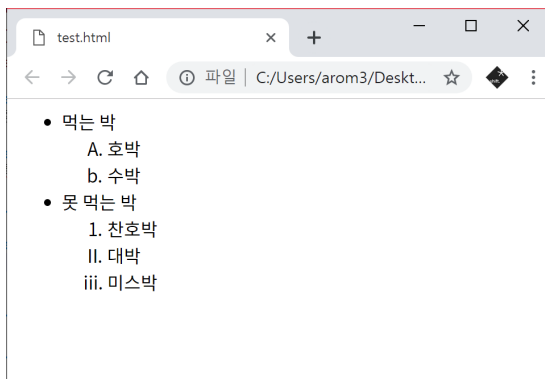 test.html
파일 C:/Users/arom3/Deskt...
• 먹는 박
A. 호박
b. 수박
• 못 먹는 박
1. 찬호박
II. 대박
iii. 미스박